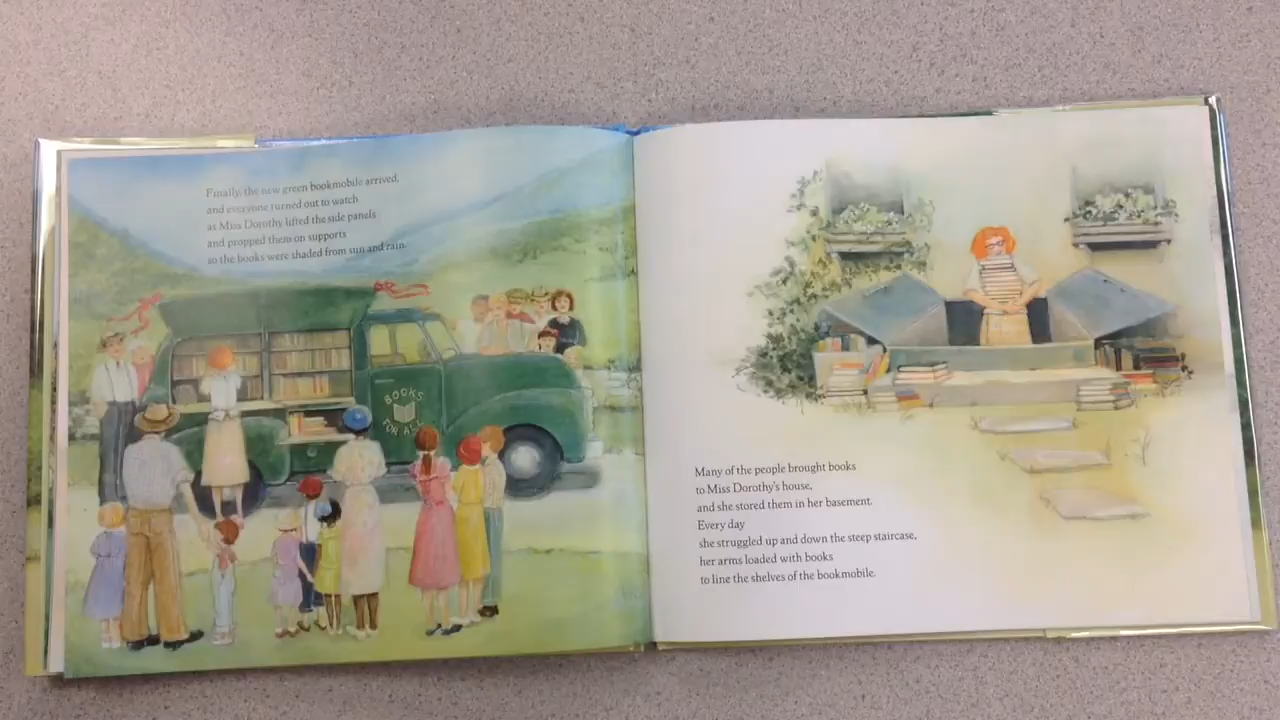 Finally, the new green bookmobile arrived,
and everyone turned out to watch
as Miss Dorothy lifted the side panels
and propped them on supports
so the books were shaded from sun and rain.
BOOKS
FOR ALL
Many of the people brought books
to Miss Dorothy's house,
and she stored them in her basement.
Every day
she struggled up and down the steep staircase,
her arms loaded with books
to line the shelves of the bookmobile.